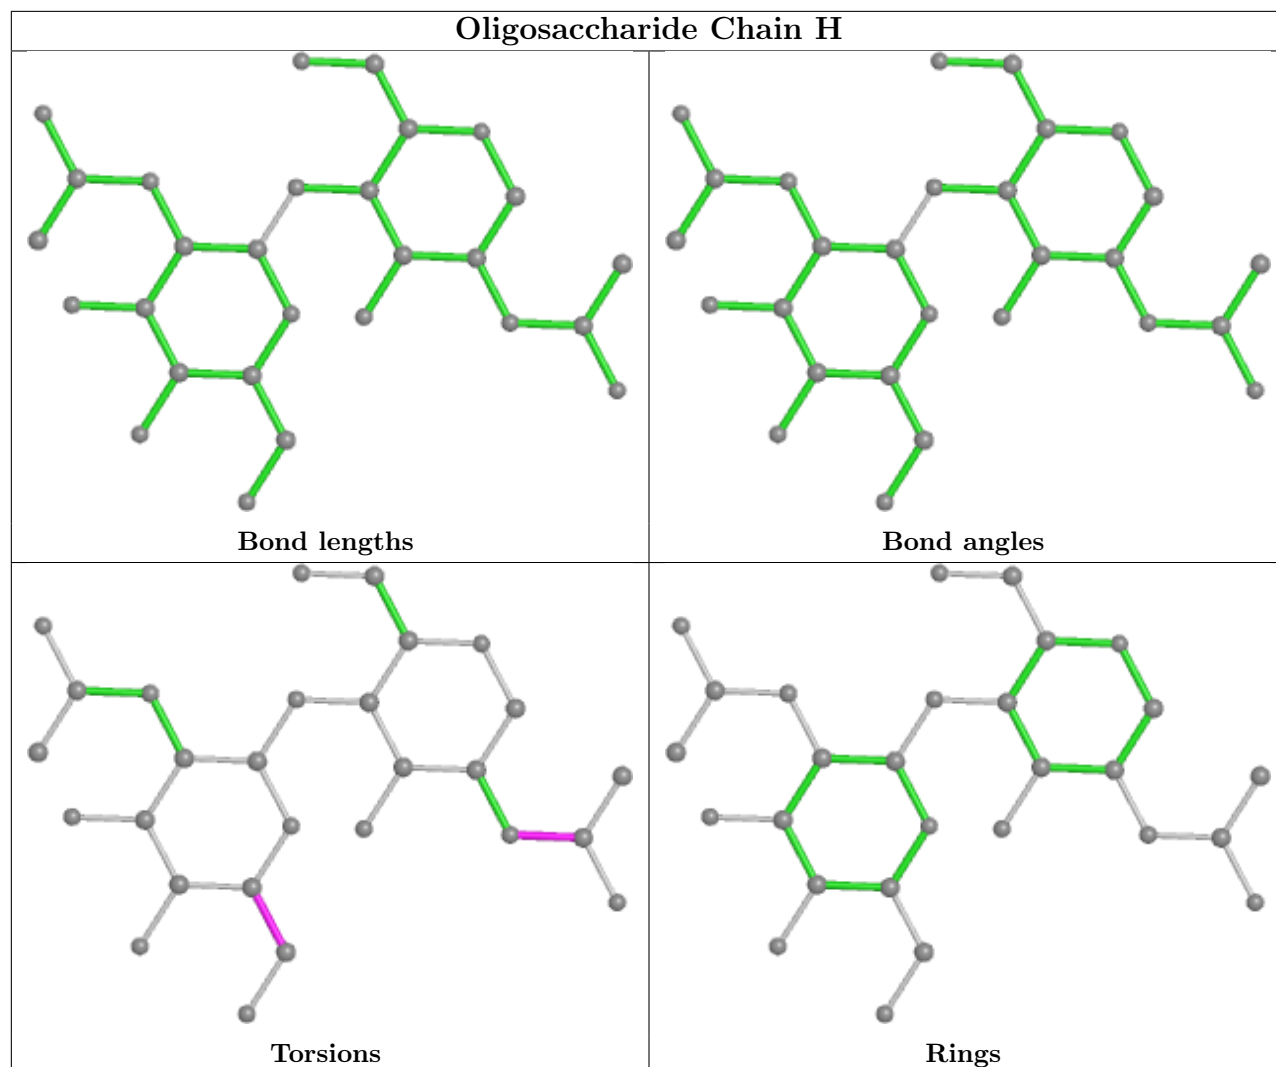 Oligosaccharide Chain H
Bond lengths
Bond angles
Torsions
Rings